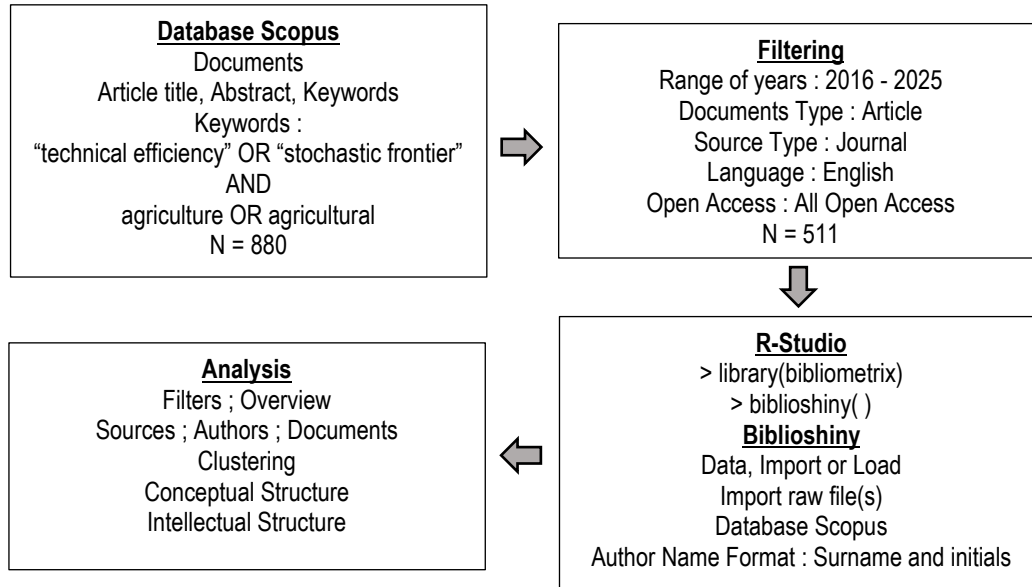 Database Scopus
Documents
Article title, Abstract, Keywords
Keywords :
“technical efficiency” OR “stochastic frontier”
AND
agriculture OR agricultural
N = 880
Filtering
Range of years : 2016 - 2025
Documents Type : Article
Source Type : Journal
Language : English
Open Access : All Open Access
N = 511
R-Studio
> library(bibliometrix)
> biblioshiny( )
Biblioshiny
Data, Import or Load
Import raw file(s)
Database Scopus
Author Name Format : Surname and initials
Analysis
Filters ; Overview
Sources ; Authors ; Documents
Clustering
Conceptual Structure
Intellectual Structure